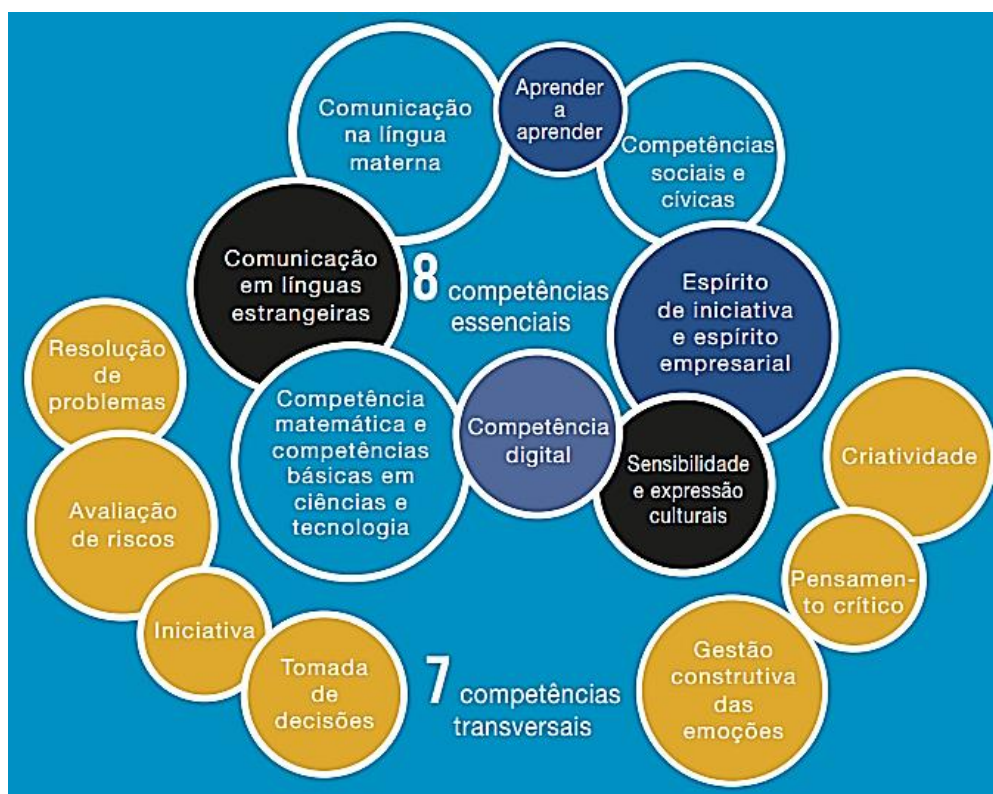 Comunicação
na língua
materna
Aprender
a
aprender
Competências
sociais e
cívicas
Comunicação
em línguas
estrangeiras
8 competências
essenciais
Espírito
de iniciativa
e espírito
empresarial
Resolução
de
problemas
Competência
matemática e
competências
básicas em
ciências e
tecnologia
Competência
digital
Sensibilidade
e expressão
culturais
Criatividade
Avaliação
de riscos
Pensamen-
to crítico
Iniciativa
Tomada
de
decisões
7 competências
transversais
Gestão
construtiva
das
emoções